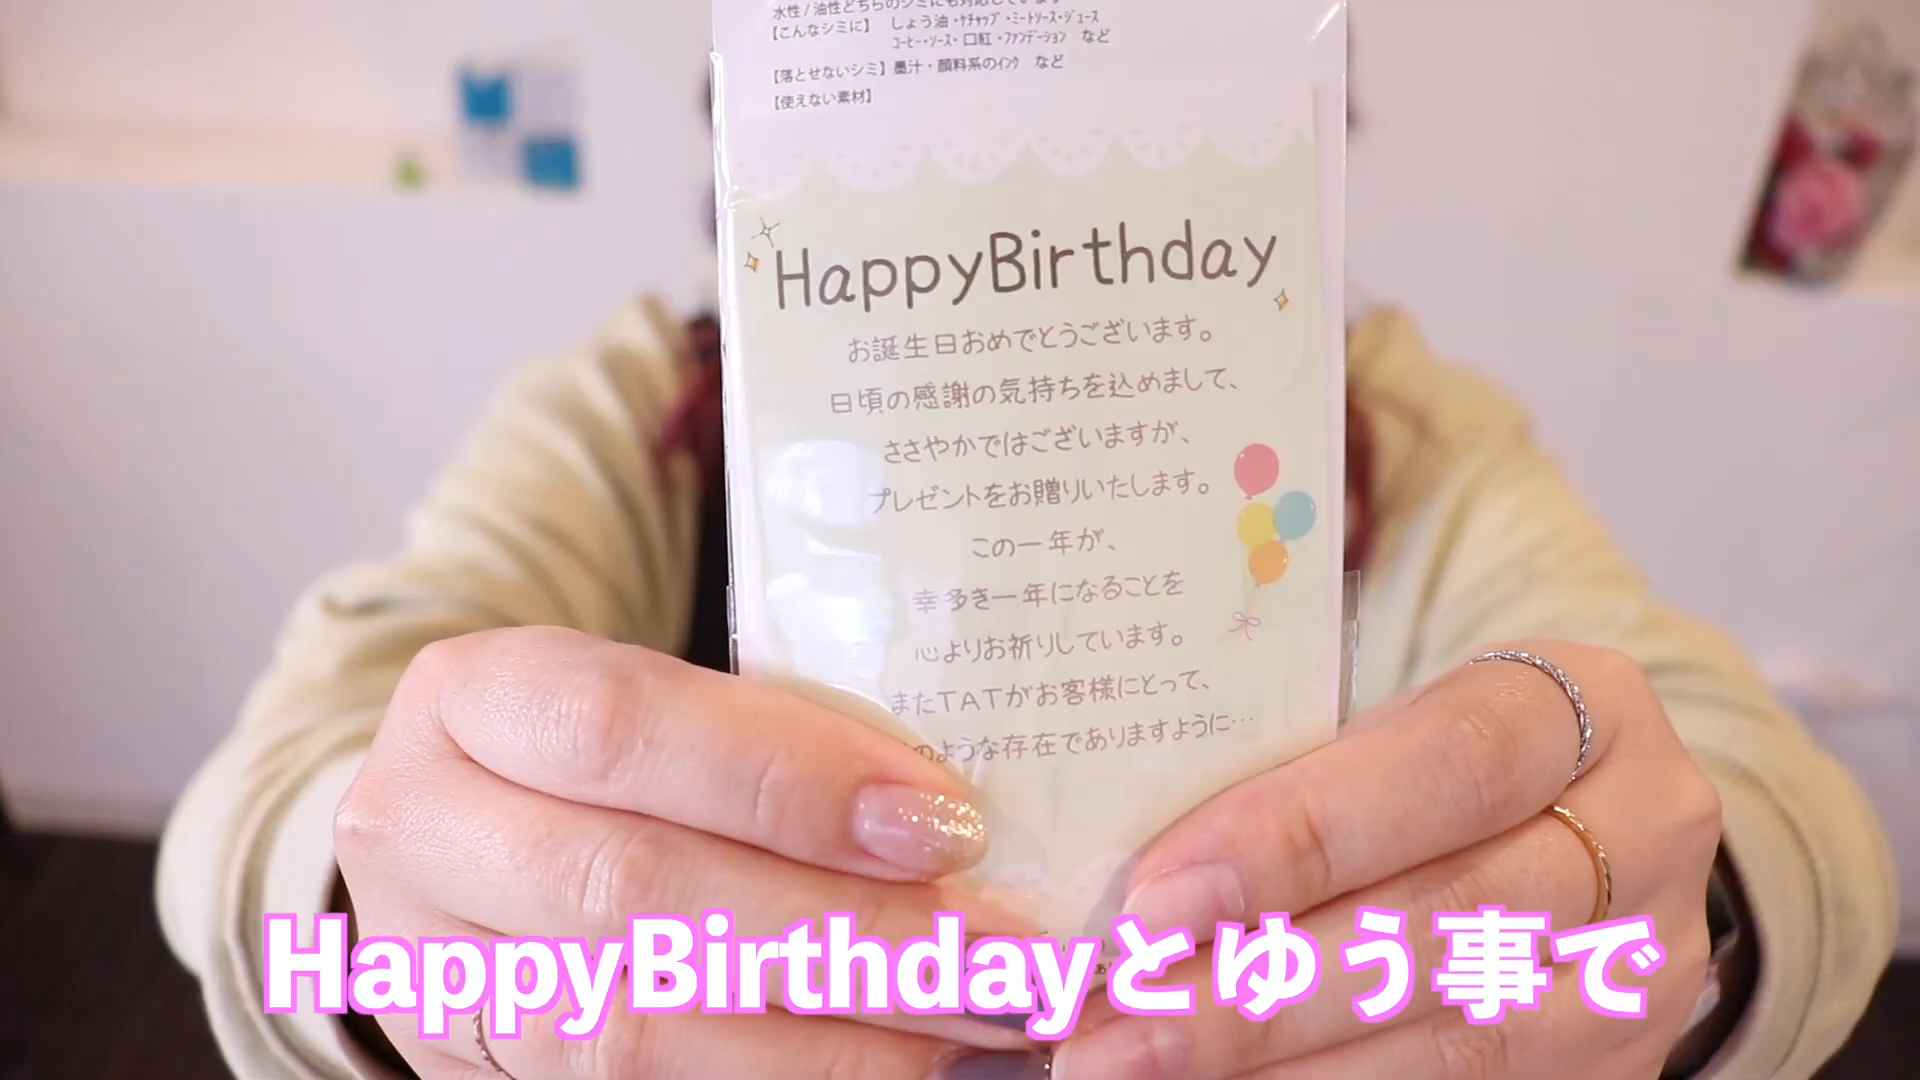 水性/油性どちらのシミにも対応しています
【こんなシミに】 しょう油・ケチャップ・ミートソース・ジュース
コーヒー・ソース・口紅・ファンデーション など
【落とせないシミ】墨汁・顔料系のインク など
【使えない素材】
HappyBirthday
お誕生日おめでとうございます。
日頃の感謝の気持ちを込めまして、
ささやかではございますが、
プレゼントをお贈りいたします。
この一年が、
幸多き一年になることを
心よりお祈りしています。
またTATがお客様にとって、
のような存在でありますように…
HappyBirthdayとゆう事で